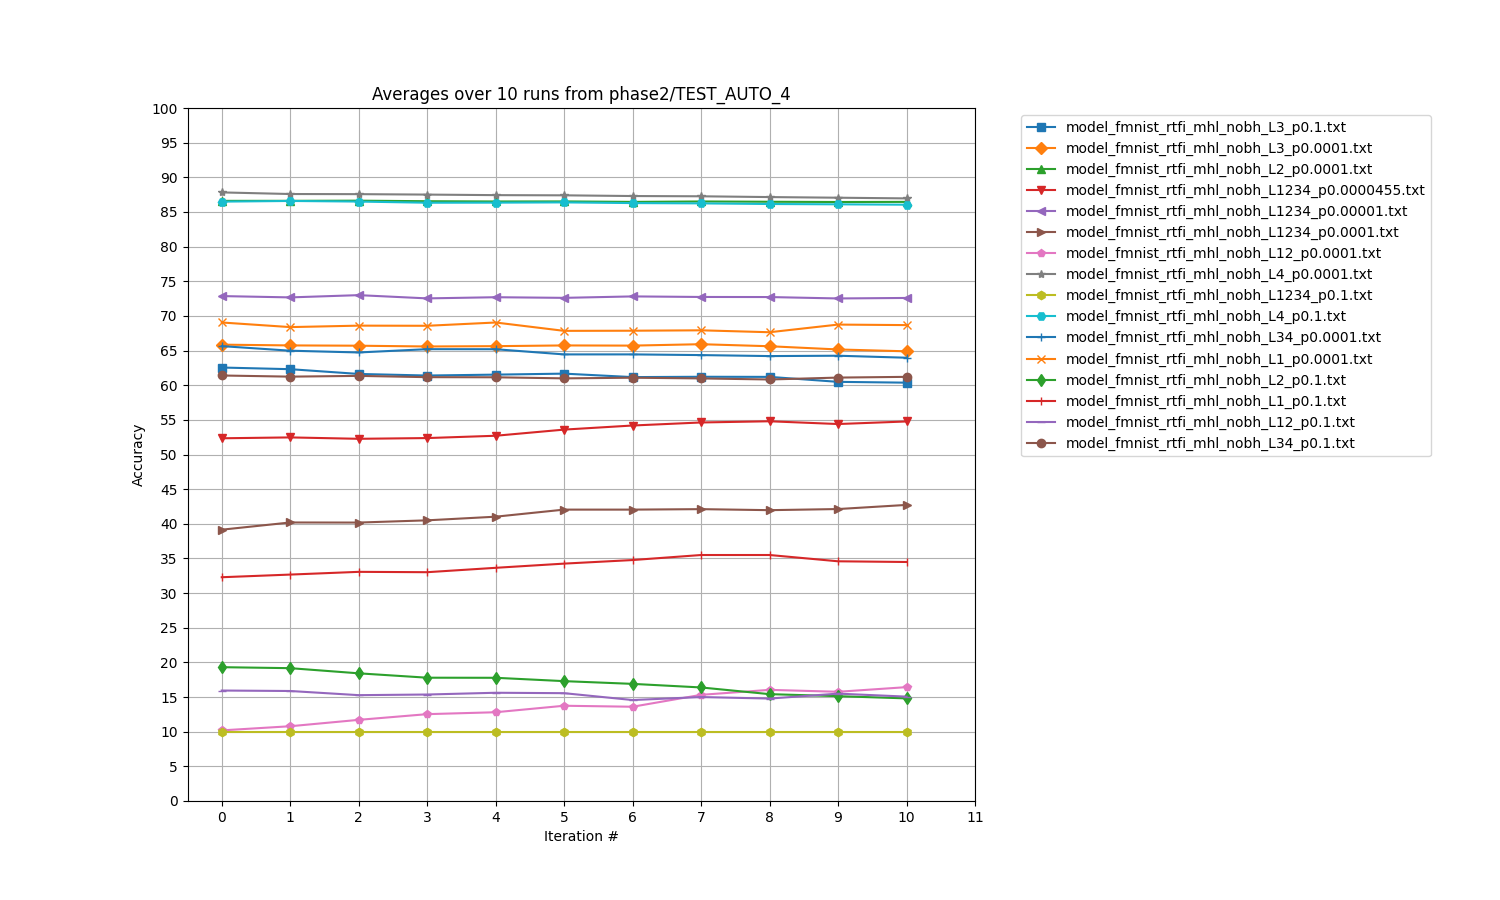 Averages over 10 runs from phase2/TEST_AUTO_4
100
95
90
85
80
75
70
65
60
55
50
45
40
35
30
25
20
15
10
5
0
Accuracy
0 1 2 3 4 5 6 7 8 9 10 11
Iteration #
model_fmnist_rtfi_mhl_nobh_L3_p0.1.txt
model_fmnist_rtfi_mhl_nobh_L3_p0.0001.txt
model_fmnist_rtfi_mhl_nobh_L2_p0.0001.txt
model_fmnist_rtfi_mhl_nobh_L1234_p0.0000455.txt
model_fmnist_rtfi_mhl_nobh_L1234_p0.00001.txt
model_fmnist_rtfi_mhl_nobh_L1234_p0.0001.txt
model_fmnist_rtfi_mhl_nobh_L12_p0.0001.txt
model_fmnist_rtfi_mhl_nobh_L4_p0.0001.txt
model_fmnist_rtfi_mhl_nobh_L1234_p0.1.txt
model_fmnist_rtfi_mhl_nobh_L4_p0.1.txt
model_fmnist_rtfi_mhl_nobh_L34_p0.0001.txt
model_fmnist_rtfi_mhl_nobh_L1_p0.0001.txt
model_fmnist_rtfi_mhl_nobh_L2_p0.1.txt
model_fmnist_rtfi_mhl_nobh_L1_p0.1.txt
model_fmnist_rtfi_mhl_nobh_L12_p0.1.txt
model_fmnist_rtfi_mhl_nobh_L34_p0.1.txt